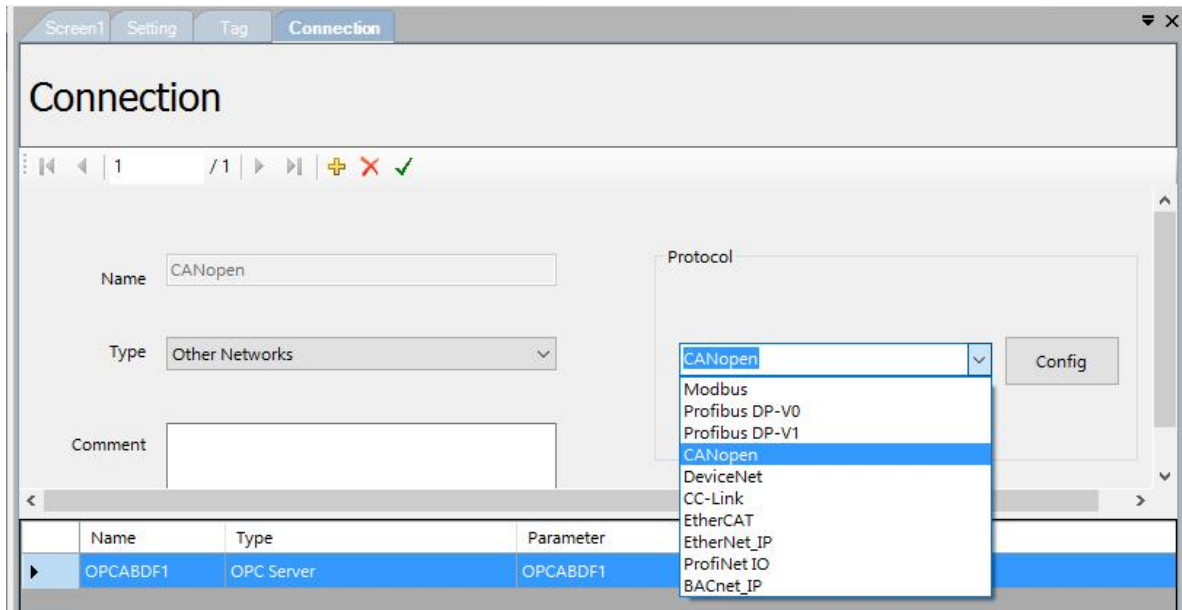 Screen1 Setting Tag Connection
Connection
1 /1
Name CANopen
Protocol
Type Other Networks
CANopen Config
Modbus
Profibus DP-V0
Profibus DP-V1
Comment
CANopen
DeviceNet
CC-Link
EtherCAT
EtherNet_IP
ProfiNet IO
BACnet_IP
Name Type Parameter
OPCABDF1 OPC Server OPCABDF1